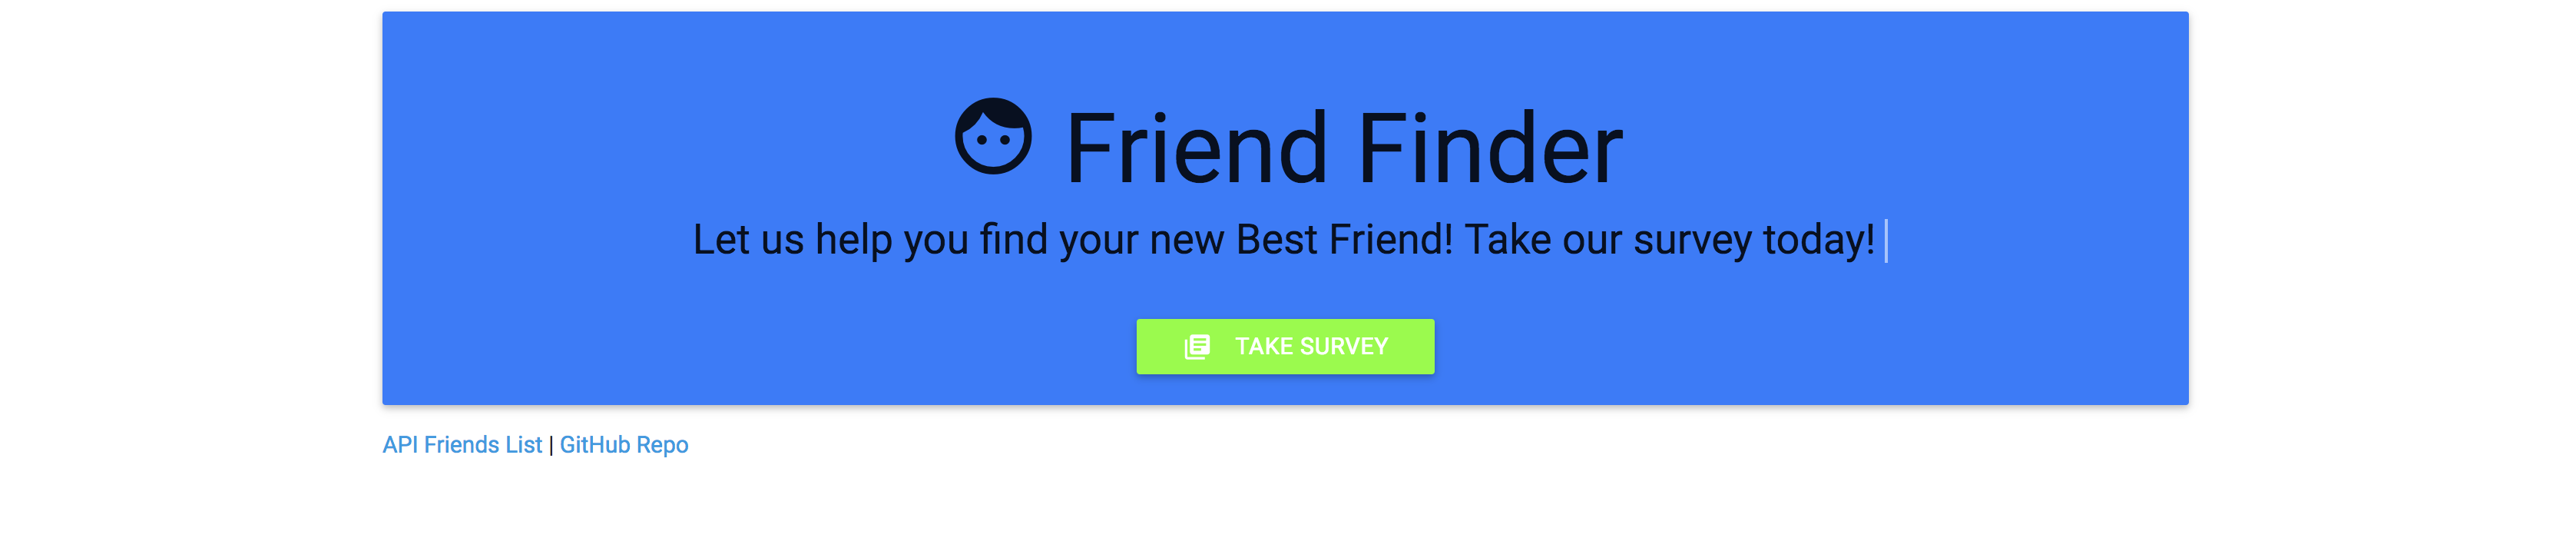 Friend Finder
Let us help you find your new Best Friend! Take our survey today!
TAKE SURVEY
API Friends List | GitHub Repo